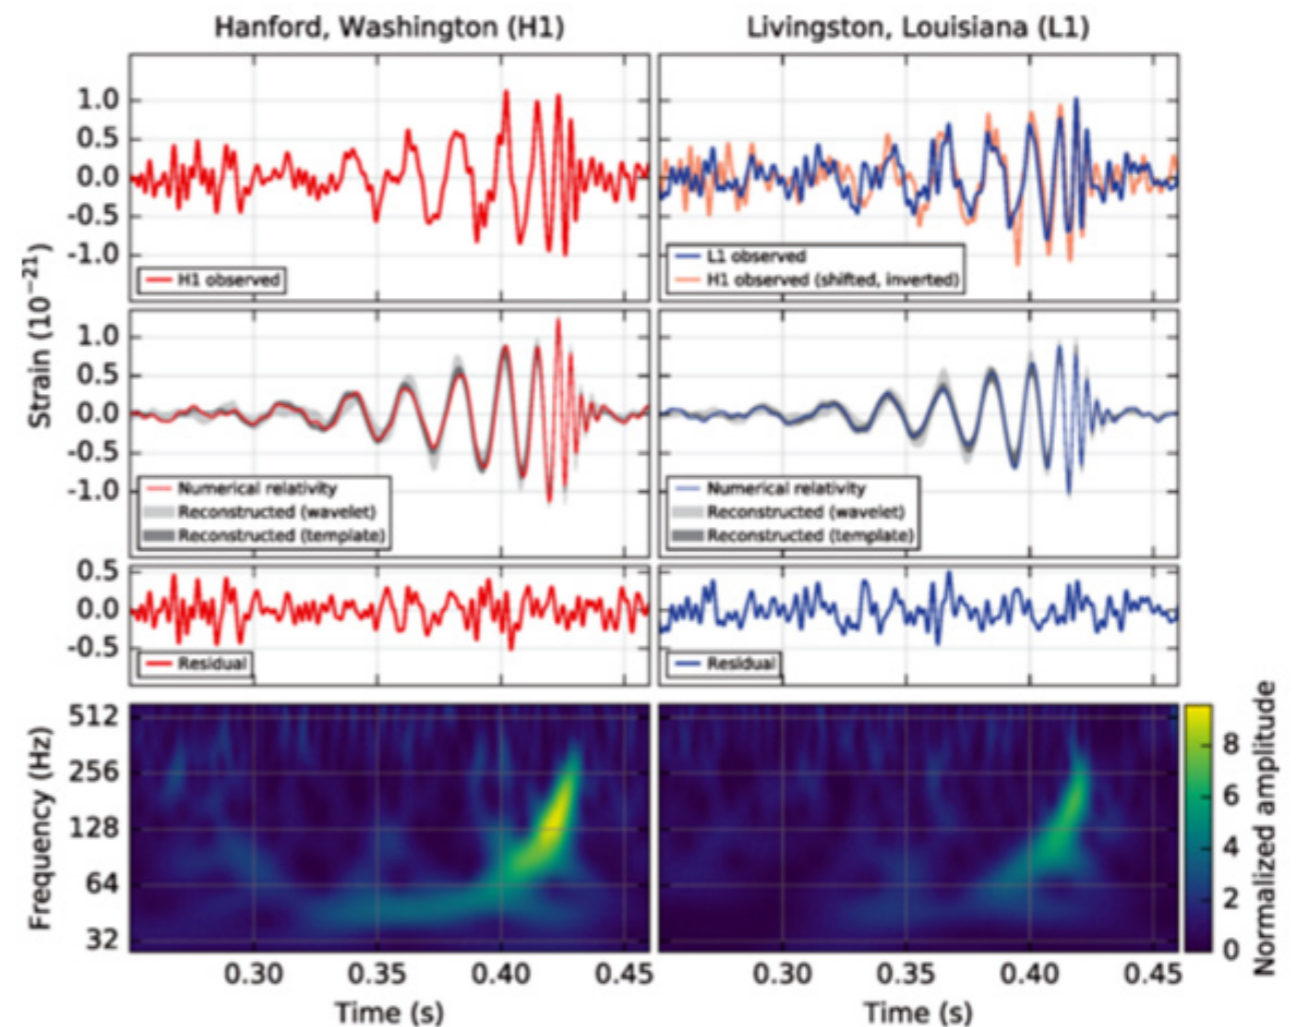 Hanford, Washington (H1)
Livingston, Louisiana (L1)
Strain (10⁻²¹)
1.0
0.5
0.0
-0.5
-1.0
H1 observed
L1 observed
H1 observed (shifted, inverted)
1.0
0.5
0.0
-0.5
-1.0
Numerical relativity
Reconstructed (wavelet)
Reconstructed (template)
Numerical relativity
Reconstructed (wavelet)
Reconstructed (template)
0.5
0.0
-0.5
Residual
Residual
Frequency (Hz)
512
256
128
64
32
Normalized amplitude
8
6
4
2
0
0.30 0.35 0.40 0.45
0.30 0.35 0.40 0.45
Time (s)
Time (s)